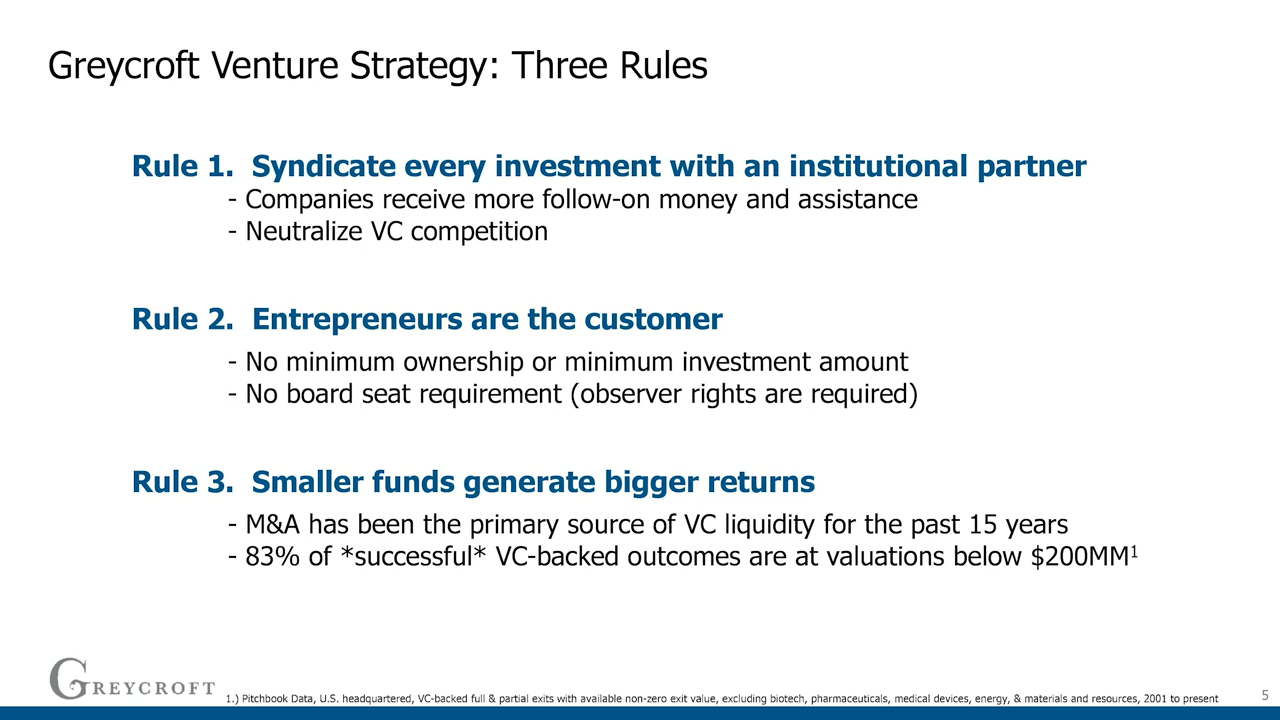 Greycroft Venture Strategy: Three Rules
Rule 1. Syndicate every investment with an institutional partner
- Companies receive more follow-on money and assistance
- Neutralize VC competition
Rule 2. Entrepreneurs are the customer
- No minimum ownership or minimum investment amount
- No board seat requirement (observer rights are required)
Rule 3. Smaller funds generate bigger returns
- M&A has been the primary source of VC liquidity for the past 15 years
- 83% of *successful* VC-backed outcomes are at valuations below $200MM¹
GREYCROFT
1.) Pitchbook Data, U.S. headquartered, VC-backed full & partial exits with available non-zero exit value, excluding biotech, pharmaceuticals, medical devices, energy, & materials and resources, 2001 to present
5